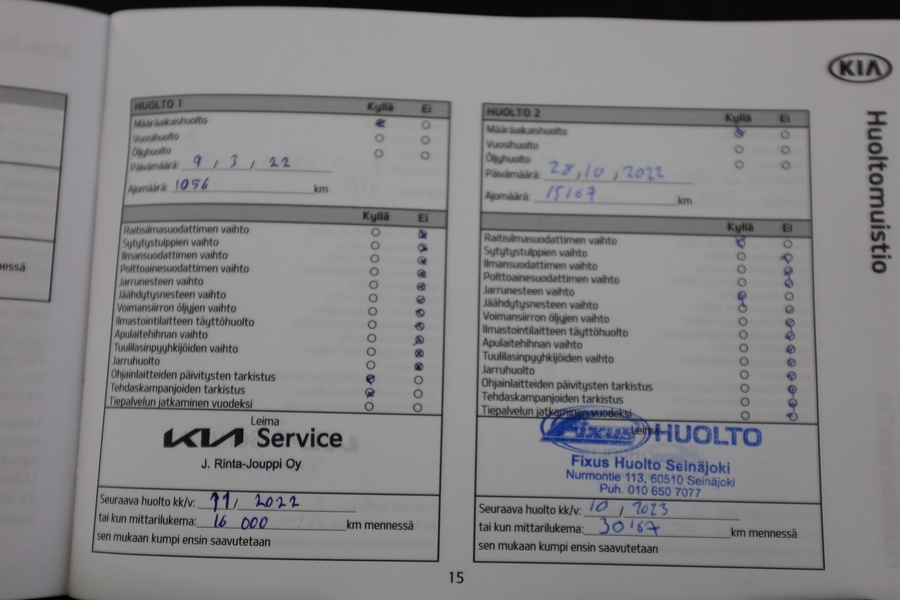 KIA
Huoltomuistio
HUOLTO 1 Kyllä Ei
Määräaikaishuolto
Vuosihuolto
Öljyhuolto
Päivämäärä: 9 / 3 / 22
Ajomäärä: 1056 km
Kyllä Ei
Raitisilmasuodattimen vaihto
Sytytystulppien vaihto
Ilmansuodattimen vaihto
Polttoainesuodattimen vaihto
Jarrunesteen vaihto
Jäähdytysnesteen vaihto
Voimansiirron öljyjen vaihto
Ilmastointilaitteen täyttöhuolto
Apulaitehihnan vaihto
Tuulilasinpyyhkijöiden vaihto
Jarruhuolto
Ohjainlaitteiden päivitysten tarkistus
Tehdaskampanjoiden tarkistus
Tiepalvelun jatkaminen vuodeksi
Leima
KIA Service
J. Rinta-Jouppi Oy
Seuraava huolto kk/v: 11 / 2022
tai kun mittarilukema: 16 000 km mennessä
sen mukaan kumpi ensin saavutetaan
HUOLTO 2 Kyllä Ei
Määräaikaishuolto
Vuosihuolto
Öljyhuolto
Päivämäärä: 28 / 10 / 2022
Ajomäärä: 15167 km
Kyllä Ei
Raitisilmasuodattimen vaihto
Sytytystulppien vaihto
Ilmansuodattimen vaihto
Polttoainesuodattimen vaihto
Jarrunesteen vaihto
Jäähdytysnesteen vaihto
Voimansiirron öljyjen vaihto
Ilmastointilaitteen täyttöhuolto
Apulaitehihnan vaihto
Tuulilasinpyyhkijöiden vaihto
Jarruhuolto
Ohjainlaitteiden päivitysten tarkistus
Tehdaskampanjoiden tarkistus
Tiepalvelun jatkaminen vuodeksi
Leima
Fixus HUOLTO
Fixus Huolto Seinäjoki
Nurmontie 113, 60510 Seinäjoki
Puh. 010 650 7077
Seuraava huolto kk/v: 10 / 2023
tai kun mittarilukema: 30167 km mennessä
sen mukaan kumpi ensin saavutetaan
15